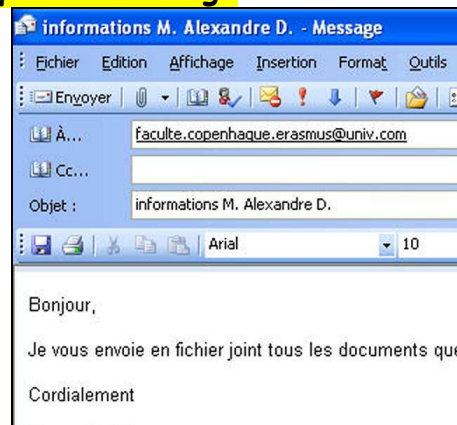 informations M. Alexandre D. - Message
Fichier Edition Affichage Insertion Format Outils
Envoyer
À... faculte.copenhaque.erasmus@univ.com
Cc...
Objet : informations M. Alexandre D.
Arial 10
Bonjour,
Je vous envoie en fichier joint tous les documents que
Cordialement